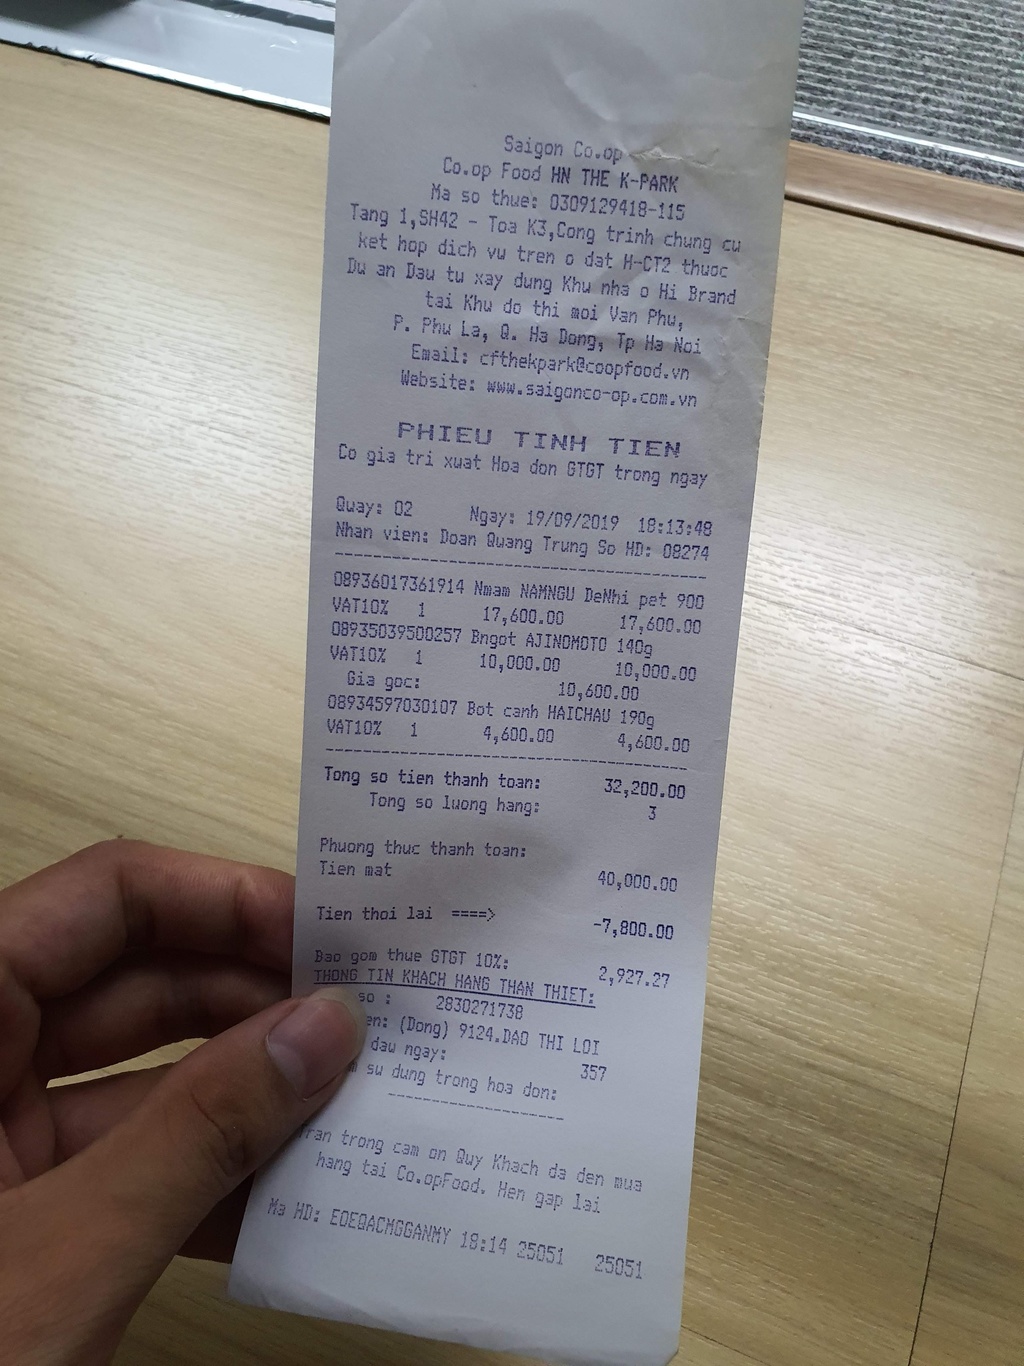 Saigon Co.op
Co.op Food HN THE K-PARK
Ma so thue: 0309129418-115
Tang 1,SH42 - Toa K3,Cong trinh chung cu
ket hop dich vu tren o dat H-CT2 thuoc
Du an Dau tu xay dung Khu nha o Hi Brand
tai Khu do thi moi Van Phu,
P. Phu La, Q. Ha Dong, Tp Ha Noi
Email: cfthekpark@coopfood.vn
Website: www.saigonco-op.com.vn
PHIEU TINH TIEN
Co gia tri xuat Hoa don GTGT trong ngay
Quay: 02 Ngay: 19/09/2019 18:13:48
Nhan vien: Doan Quang Trung So HD: 08274
08936017361914 Nmam NAMNGU DeNhi pet 900
VAT10% 1 17,600.00 17,600.00
08935039500257 Bngot AJINOMOTO 140g
VAT10% 1 10,000.00 10,000.00
Gia goc: 10,600.00
08934597030107 Bot canh HAICHAU 190g
VAT10% 1 4,600.00 4,600.00
Tong so tien thanh toan: 32,200.00
Tong so luong hang: 3
Phuong thuc thanh toan:
Tien mat 40,000.00
Tien thoi lai ====> -7,800.00
Bao gom thue GTGT 10%: 2,927.27
THONG TIN KHACH HANG THAN THIET:
so : 2830271738
en: (Dong) 9124.DAO THI LOI
dau ngay: 357
su dung trong hoa don:
Tran trong cam on Quy Khach da den mua
hang tai Co.opFood. Hen gap lai
Ma HD: EOEQACMGGANMY 18:14 25051 25051